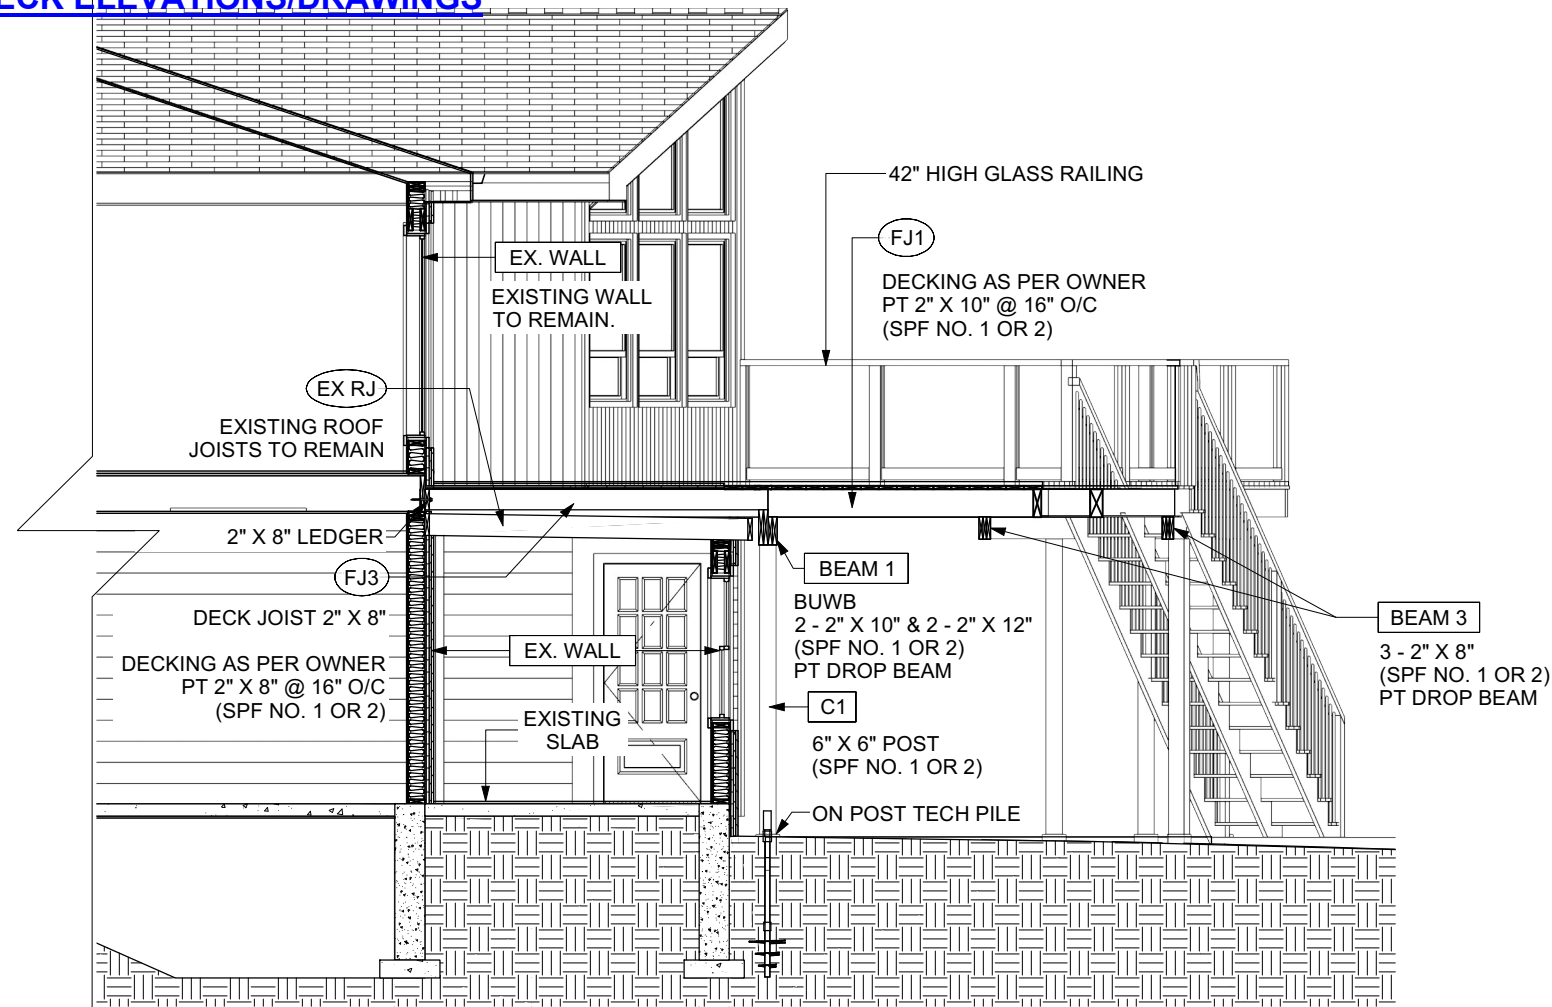 ECK ELEVATIONS/DRAWINGS
42" HIGH GLASS RAILING
FJ1
DECKING AS PER OWNER
PT 2" X 10" @ 16" O/C
(SPF NO. 1 OR 2)
EX. WALL
EXISTING WALL
TO REMAIN.
EX RJ
EXISTING ROOF
JOISTS TO REMAIN
2" X 8" LEDGER
FJ3
DECK JOIST 2" X 8"
DECKING AS PER OWNER
PT 2" X 8" @ 16" O/C
(SPF NO. 1 OR 2)
EX. WALL
EXISTING
SLAB
BEAM 1
BUWB
2 - 2" X 10" & 2 - 2" X 12"
(SPF NO. 1 OR 2)
PT DROP BEAM
C1
6" X 6" POST
(SPF NO. 1 OR 2)
ON POST TECH PILE
BEAM 3
3 - 2" X 8"
(SPF NO. 1 OR 2)
PT DROP BEAM